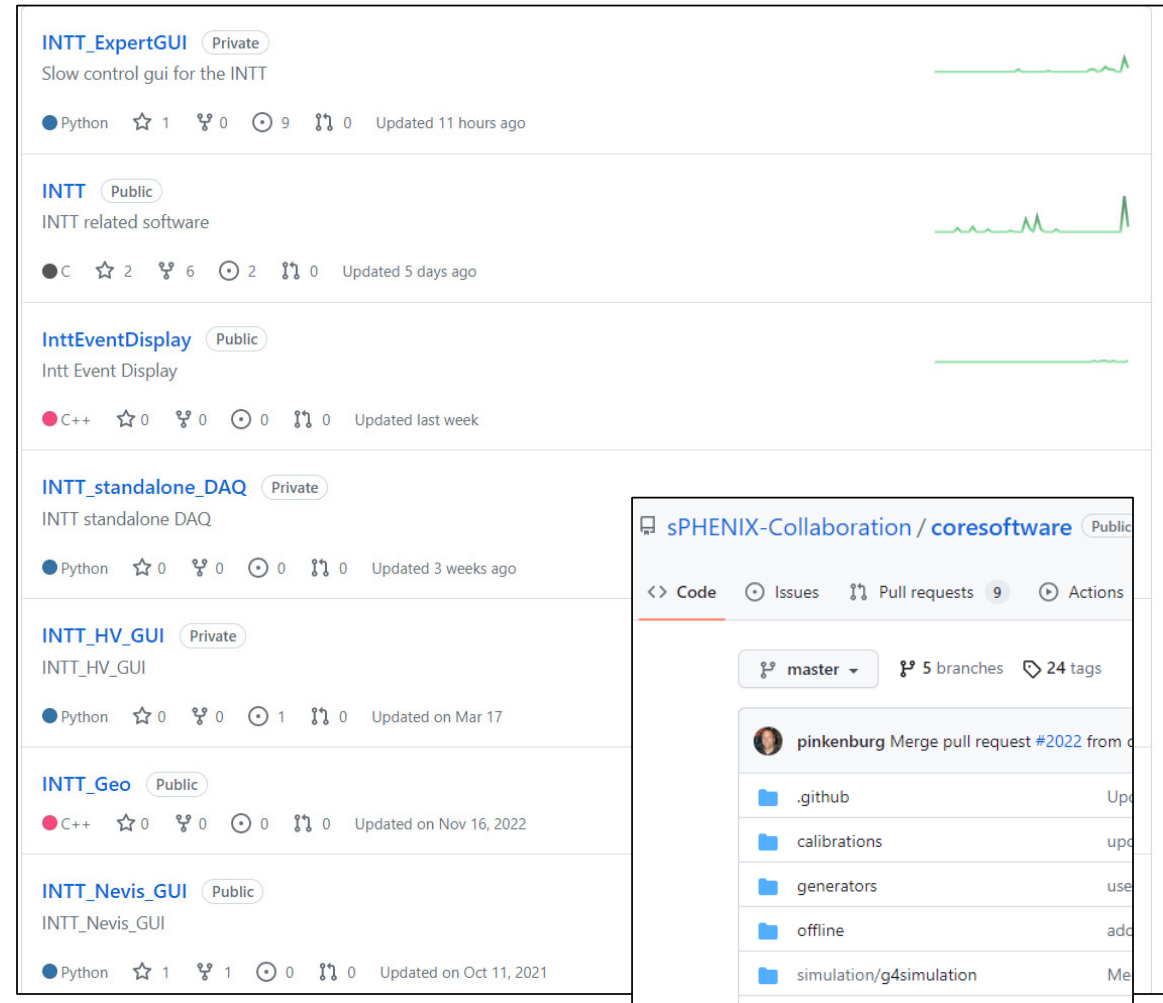 INTT_ExpertGUI Private
Slow control gui for the INTT
Python 1 0 9 0 Updated 11 hours ago
INTT Public
INTT related software
C 2 6 2 0 Updated 5 days ago
InttEventDisplay Public
Intt Event Display
C++ 0 0 0 0 Updated last week
INTT_standalone_DAQ Private
INTT standalone DAQ
Python 0 0 0 0 Updated 3 weeks ago
INTT_HV_GUI Private
INTT_HV_GUI
Python 0 0 1 0 Updated on Mar 17
INTT_Geo Public
C++ 0 0 0 0 Updated on Nov 16, 2022
INTT_Nevis_GUI Public
INTT_Nevis_GUI
Python 1 1 0 0 Updated on Oct 11, 2021
sPHENIX-Collaboration / coresoftware Public
Code Issues Pull requests 9 Actions
master 5 branches 24 tags
pinkenburg Merge pull request #2022 from
.github
calibrations
generators
offline
simulation/g4simulation